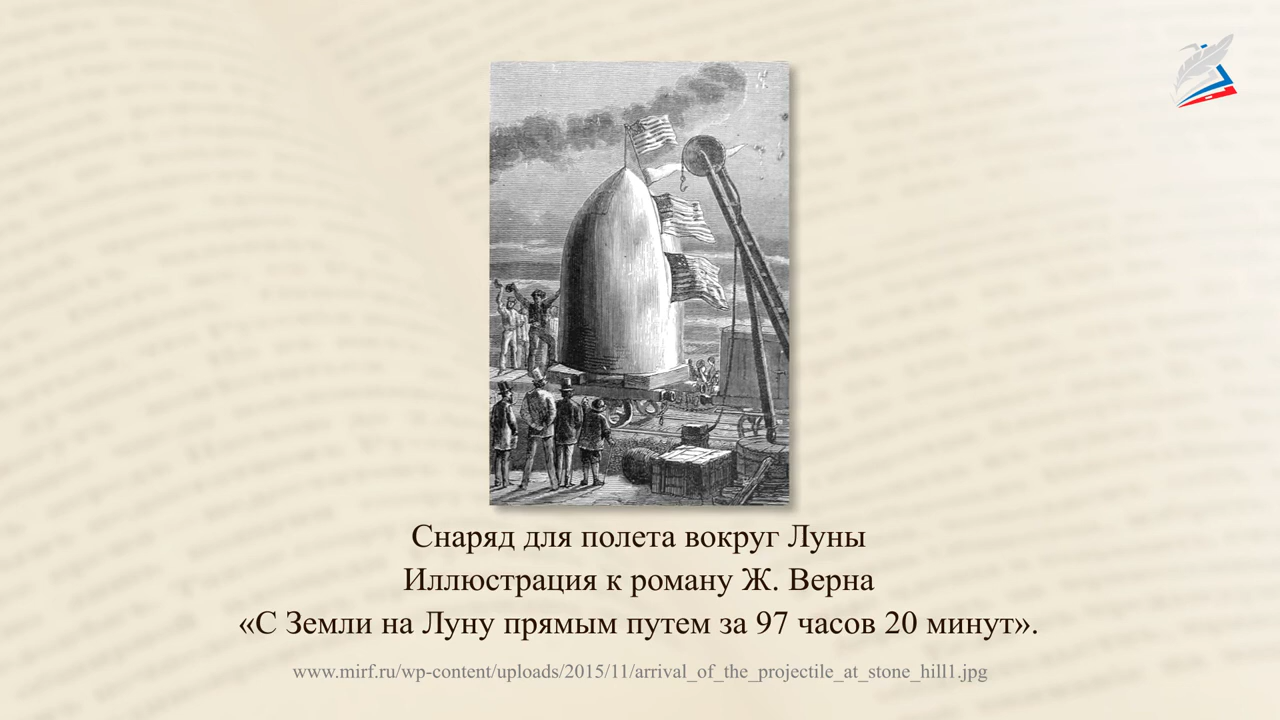 Снаряд для полета вокруг Луны
Иллюстрация к роману Ж. Верна
«С Земли на Луну прямым путем за 97 часов 20 минут».
www.mirf.ru/wp-content/uploads/2015/11/arrival_of_the_projectile_at_stone_hill1.jpg